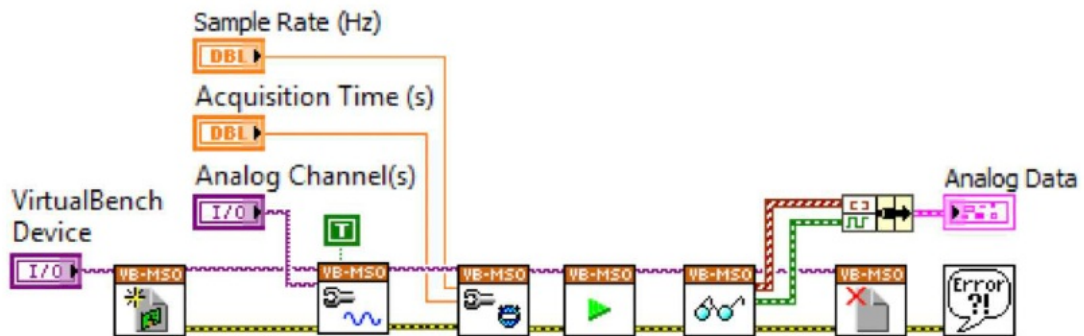 Sample Rate (Hz)
DBL
Acquisition Time (s)
DBL
Analog Channel(s)
I/O
VirtualBench
Device
I/O
T
Analog Data
VB-MSO
VB-MSO
VB-MSO
VB-MSO
VB-MSO
VB-MSO
Error
?!